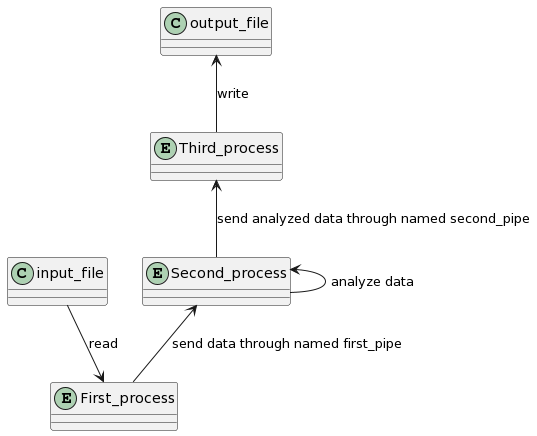 C output_file
write
E Third_process
send analyzed data through named second_pipe
C input_file
E Second_process
analyze data
read
send data through named first_pipe
E First_process